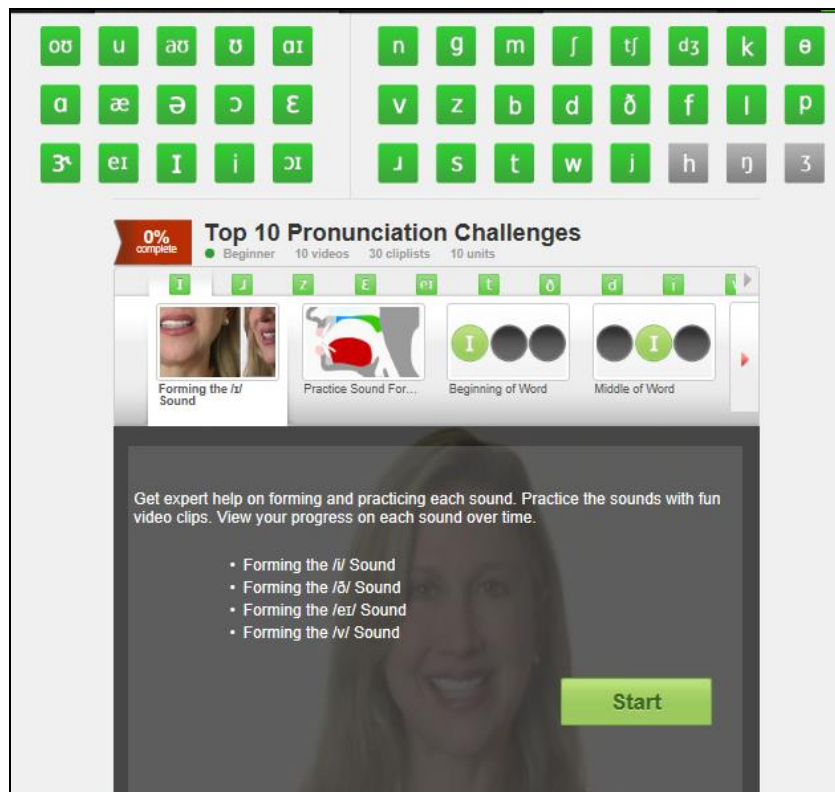 oʊ u aʊ ʊ ɑɪ n g m ʃ tʃ dʒ k ɵ
ɑ æ ə ɔ ɛ v z b d ð f l p
ɝ eɪ ɪ i ɔɪ ɹ s t w j h ŋ ʒ
0% complete
Top 10 Pronunciation Challenges
Beginner 10 videos 30 cliplists 10 units
ɪ ɹ z ɛ eɪ t ð d i
I I
Forming the /ɪ/ Sound
Practice Sound For...
Beginning of Word
Middle of Word
Get expert help on forming and practicing each sound. Practice the sounds with fun
video clips. View your progress on each sound over time.
• Forming the /i/ Sound
• Forming the /ð/ Sound
• Forming the /eɪ/ Sound
• Forming the /v/ Sound
Start